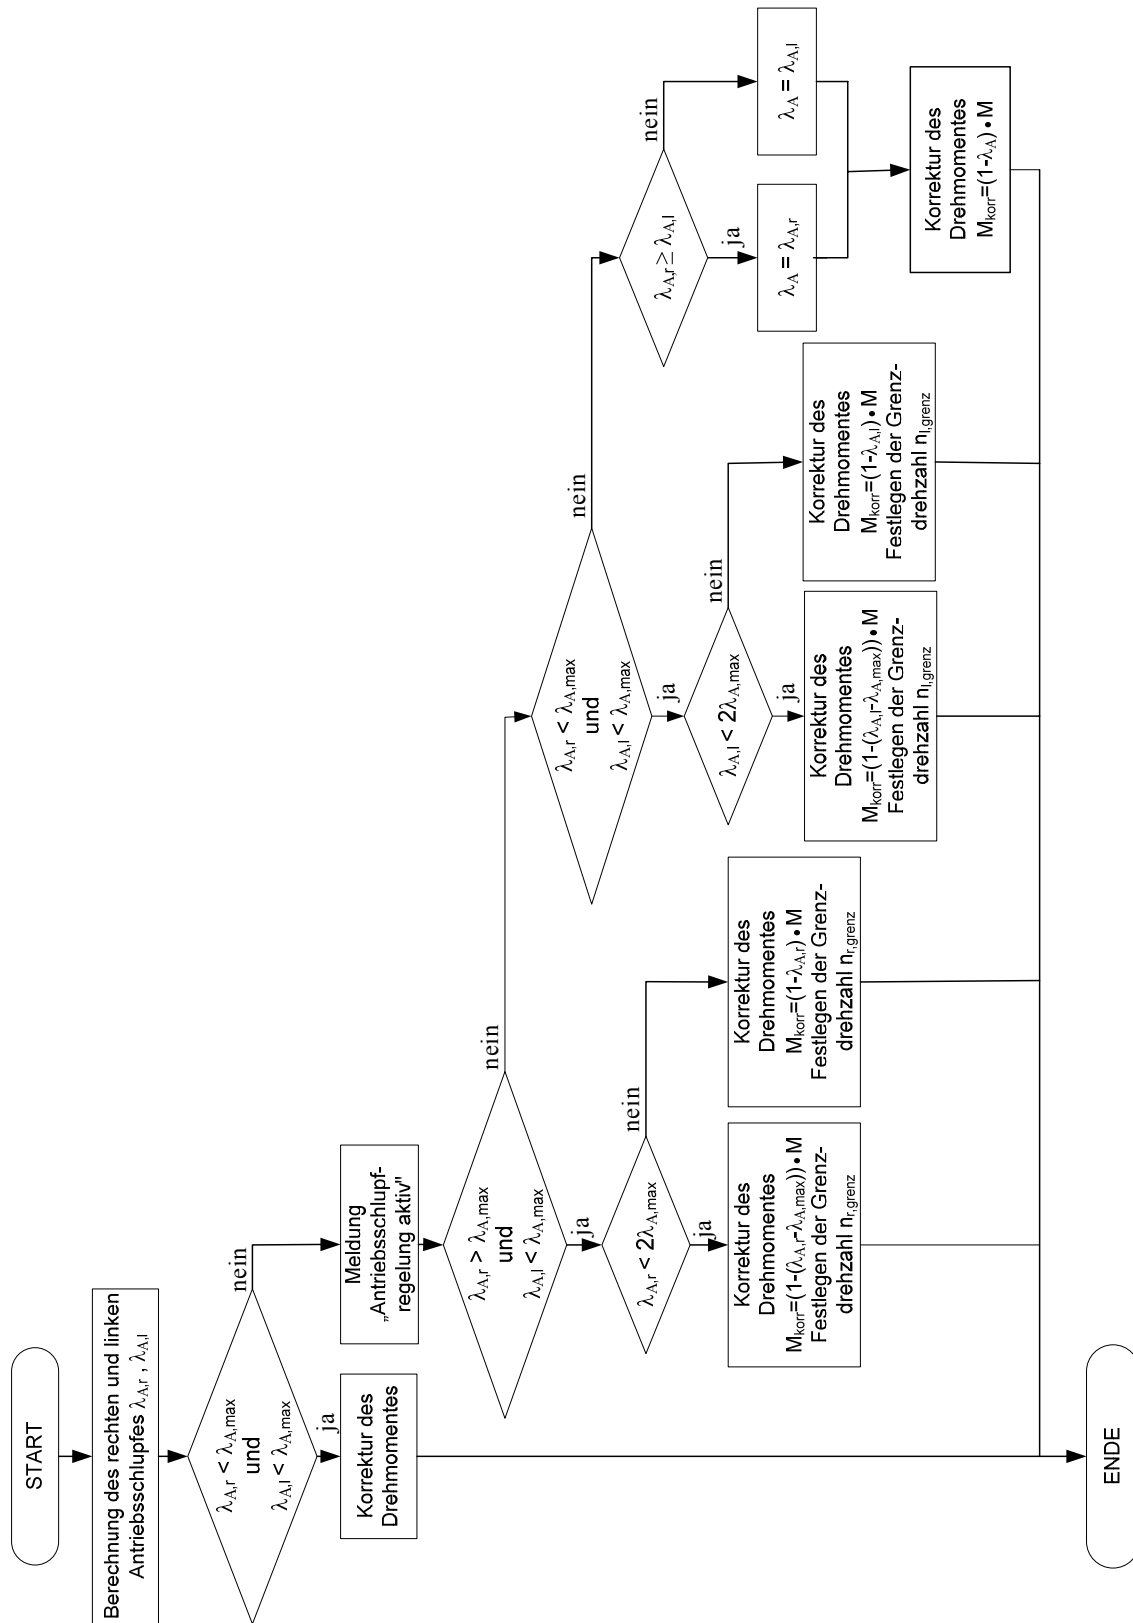 START
Berechnung des rechten und linken
Antriebsschlupfes λA,r , λA,l
λA,r < λA,max
und
λA,l < λA,max
nein
ja
Korrektur des
Drehmomentes
Meldung
„Antriebsschlupf-
regelung aktiv"
λA,r > λA,max
und
λA,l < λA,max
nein
ja
λA,r < 2λA,max
nein
ja
Korrektur des
Drehmomentes
Mkorr=(1-(λA,r-λA,max))•M
Festlegen der Grenz-
drehzahl nr,grenz
Korrektur des
Drehmomentes
Mkorr=(1-λA,r)•M
Festlegen der Grenz-
drehzahl nr,grenz
λA,r < λA,max
und
λA,l < λA,max
nein
ja
λA,l < 2λA,max
nein
ja
Korrektur des
Drehmomentes
Mkorr=(1-(λA,l-λA,max))•M
Festlegen der Grenz-
drehzahl nl,grenz
Korrektur des
Drehmomentes
Mkorr=(1-λA,l)•M
Festlegen der Grenz-
drehzahl nl,grenz
λA,r ≥ λA,l
nein
ja
λA = λA,r
λA = λA,l
Korrektur des
Drehmomentes
Mkorr=(1-λA)•M
ENDE